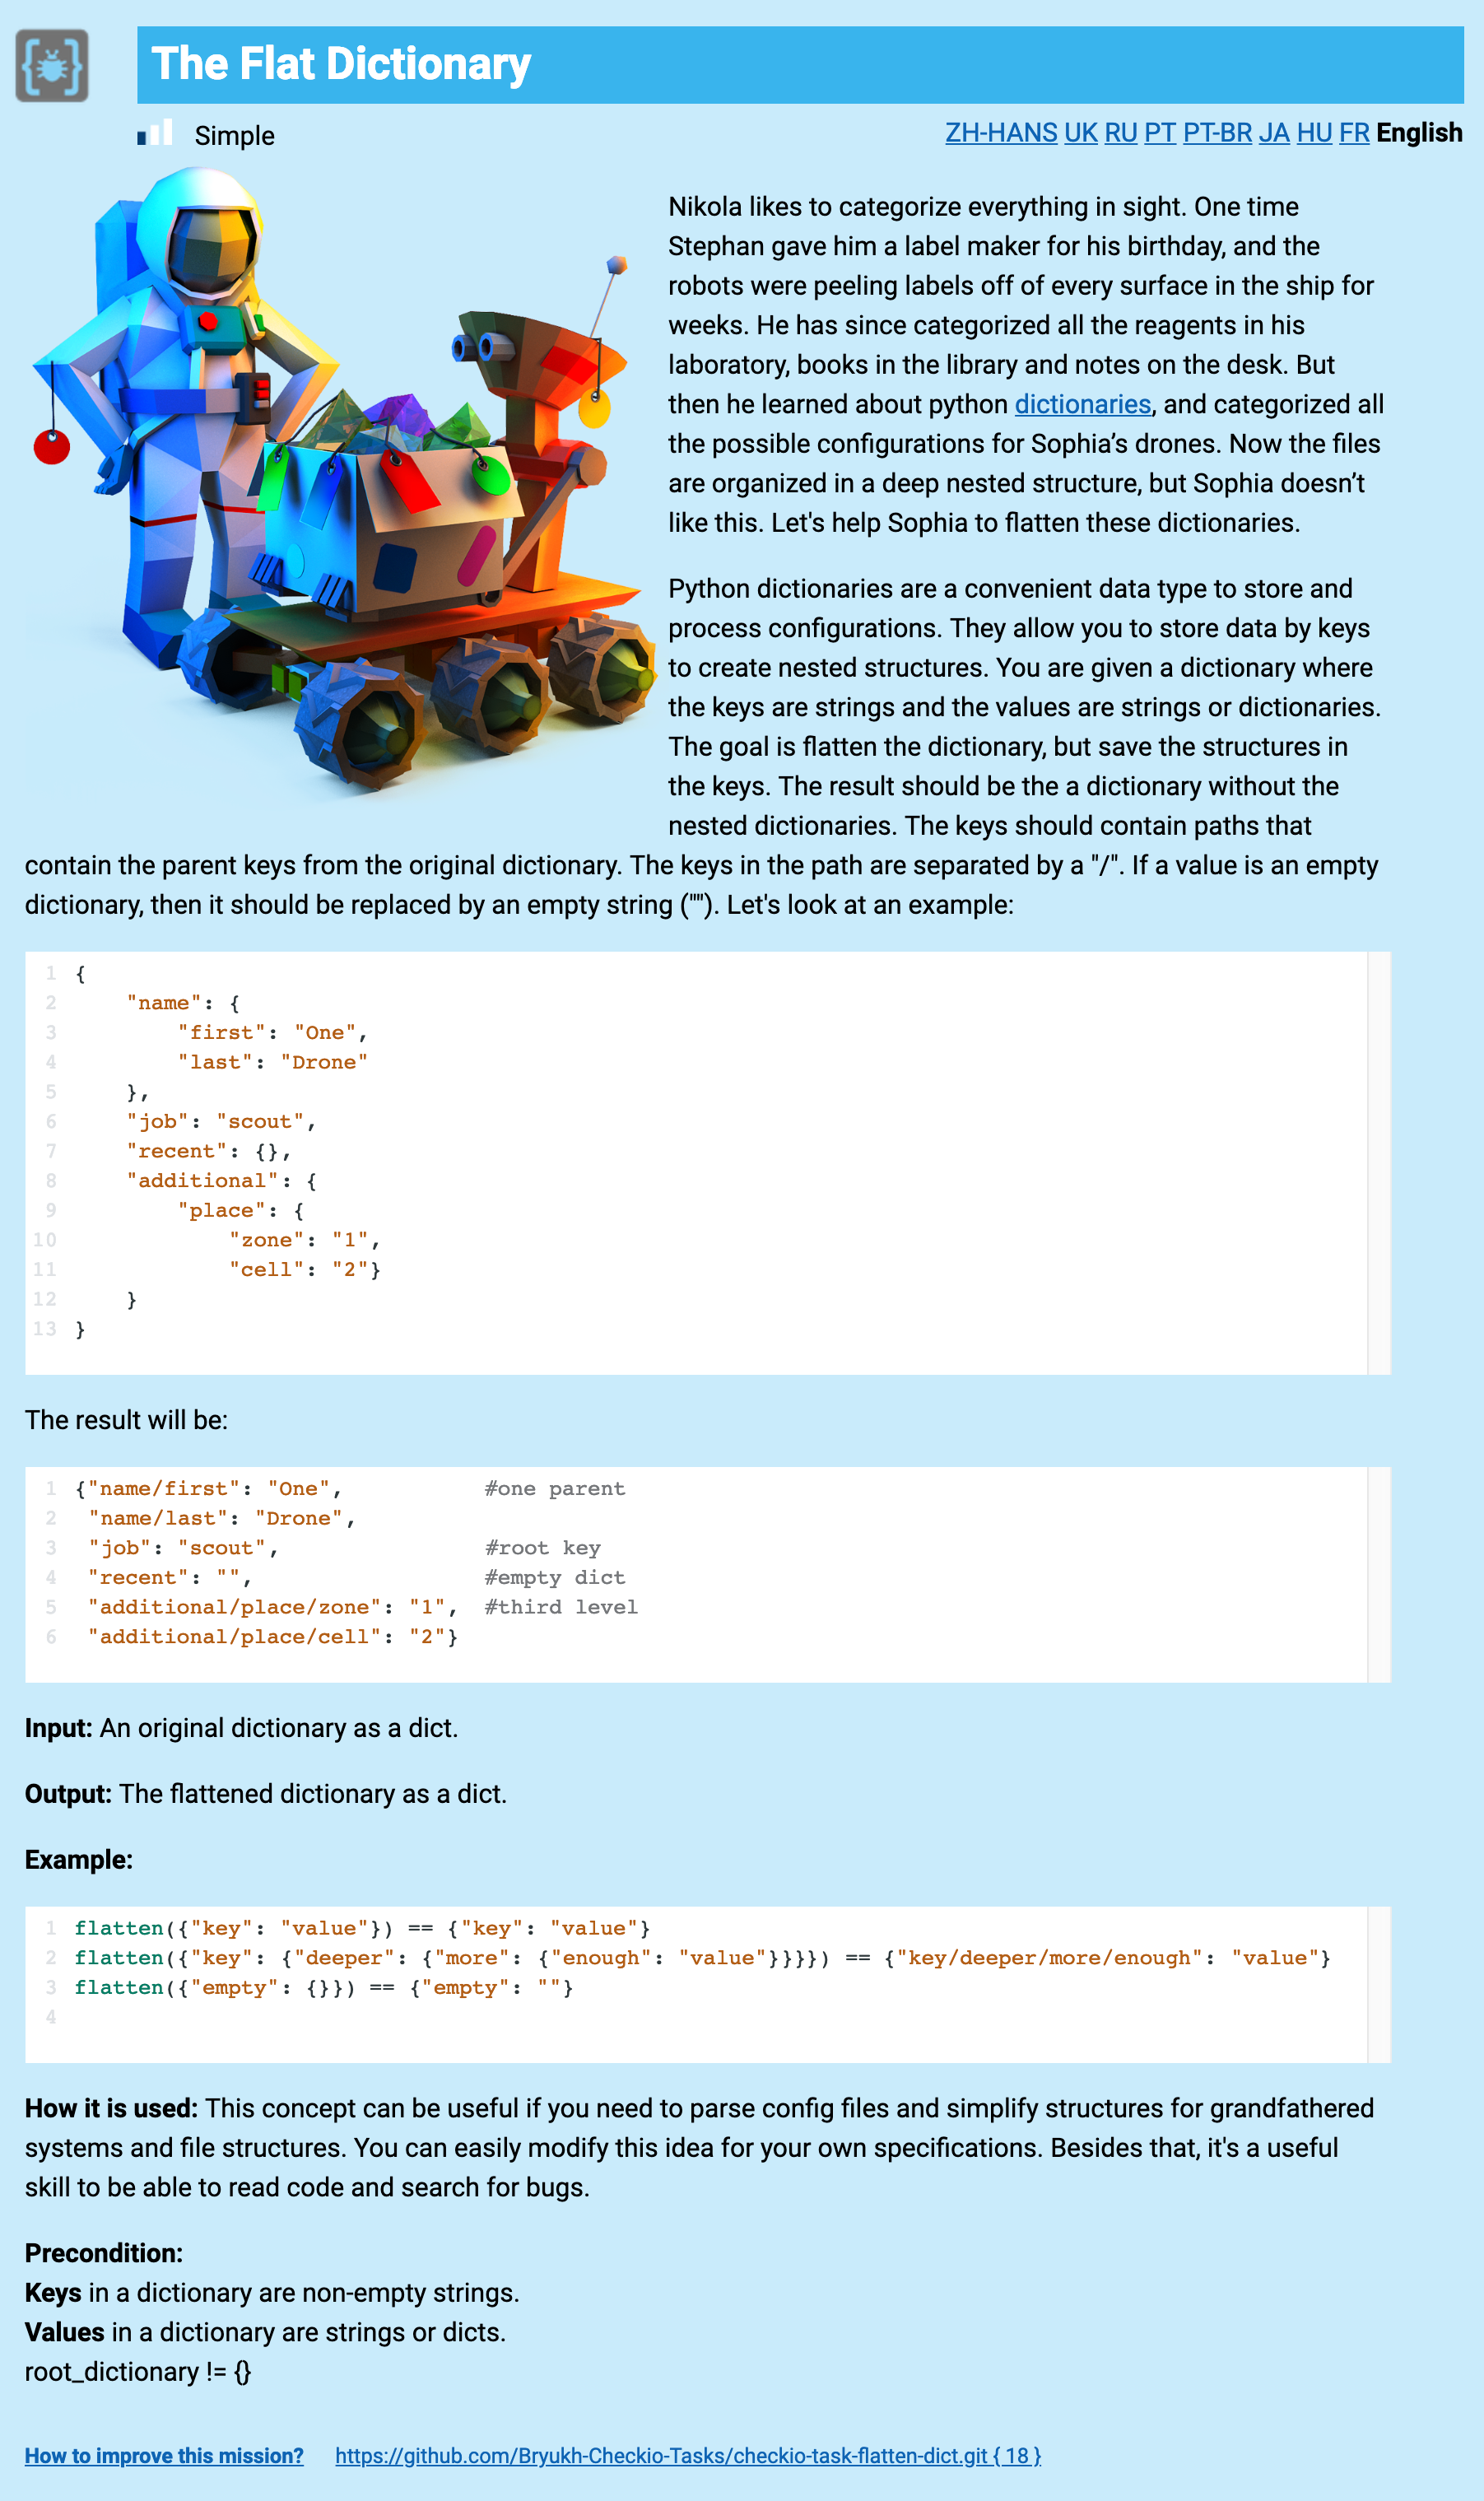 The Flat Dictionary
Simple
ZH-HANS UK RU PT PT-BR JA HU FR English
Nikola likes to categorize everything in sight. One time
Stephan gave him a label maker for his birthday, and the
robots were peeling labels off of every surface in the ship for
weeks. He has since categorized all the reagents in his
laboratory, books in the library and notes on the desk. But
then he learned about python dictionaries, and categorized all
the possible configurations for Sophia’s drones. Now the files
are organized in a deep nested structure, but Sophia doesn’t
like this. Let's help Sophia to flatten these dictionaries.
Python dictionaries are a convenient data type to store and
process configurations. They allow you to store data by keys
to create nested structures. You are given a dictionary where
the keys are strings and the values are strings or dictionaries.
The goal is flatten the dictionary, but save the structures in
the keys. The result should be the a dictionary without the
nested dictionaries. The keys should contain paths that
contain the parent keys from the original dictionary. The keys in the path are separated by a "/". If a value is an empty
dictionary, then it should be replaced by an empty string (""). Let's look at an example:
1 {
2     "name": {
3         "first": "One",
4         "last": "Drone"
5     },
6     "job": "scout",
7     "recent": {},
8     "additional": {
9         "place": {
10             "zone": "1",
11             "cell": "2"}
12     }
13 }
The result will be:
1 {"name/first": "One",           #one parent
2  "name/last": "Drone",
3  "job": "scout",                #root key
4  "recent": "",                  #empty dict
5  "additional/place/zone": "1",  #third level
6  "additional/place/cell": "2"}
Input: An original dictionary as a dict.
Output: The flattened dictionary as a dict.
Example:
1 flatten({"key": "value"}) == {"key": "value"}
2 flatten({"key": {"deeper": {"more": {"enough": "value"}}}}) == {"key/deeper/more/enough": "value"}
3 flatten({"empty": {}}) == {"empty": ""}
4
How it is used: This concept can be useful if you need to parse config files and simplify structures for grandfathered
systems and file structures. You can easily modify this idea for your own specifications. Besides that, it's a useful
skill to be able to read code and search for bugs.
Precondition:
Keys in a dictionary are non-empty strings.
Values in a dictionary are strings or dicts.
root_dictionary != {}
How to improve this mission? https://github.com/Bryukh-Checkio-Tasks/checkio-task-flatten-dict.git { 18 }